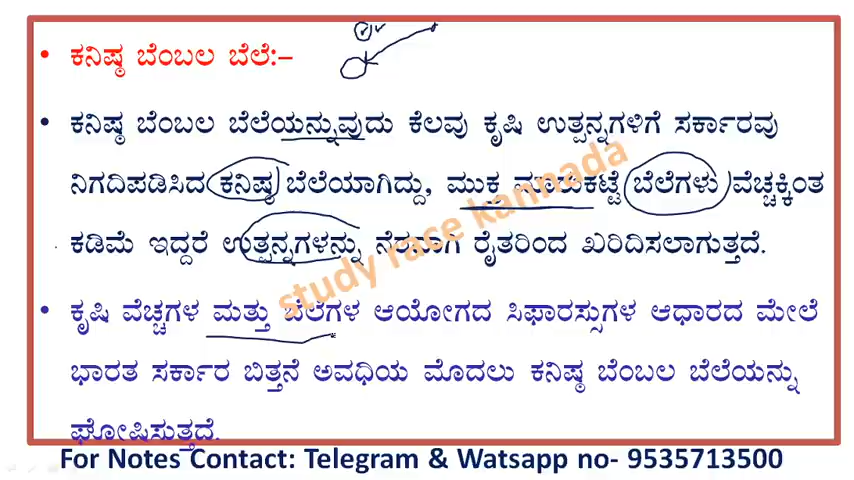 • ಕನಿಷ್ಠ ಬೆಂಬಲ ಬೆಲೆ:–
• ಕನಿಷ್ಠ ಬೆಂಬಲ ಬೆಲೆಯನ್ನುವುದು ಕೆಲವು ಕೃಷಿ ಉತ್ಪನ್ನಗಳಿಗೆ ಸರ್ಕಾರವು
ನಿಗದಿಪಡಿಸಿದ ಕನಿಷ್ಠ ಬೆಲೆಯಾಗಿದ್ದು, ಮುಕ್ತ ಮಾರುಕಟ್ಟೆ ಬೆಲೆಗಳು ವೆಚ್ಚಕ್ಕಿಂತ
ಕಡಿಮೆ ಇದ್ದರೆ ಉತ್ಪನ್ನಗಳನ್ನು ನೇರವಾಗಿ ರೈತರಿಂದ ಖರಿದಿಸಲಾಗುತ್ತದೆ.
study race kannada
• ಕೃಷಿ ವೆಚ್ಚಗಳ ಮತ್ತು ಬೆಲೆಗಳ ಆಯೋಗದ ಸಿಫಾರಸ್ಸುಗಳ ಆಧಾರದ ಮೇಲೆ
ಭಾರತ ಸರ್ಕಾರ ಬಿತ್ತನೆ ಅವಧಿಯ ಮೊದಲು ಕನಿಷ್ಠ ಬೆಂಬಲ ಬೆಲೆಯನ್ನು
ಘೋಷಿಸುತ್ತದೆ.
For Notes Contact: Telegram & Watsapp no- 9535713500